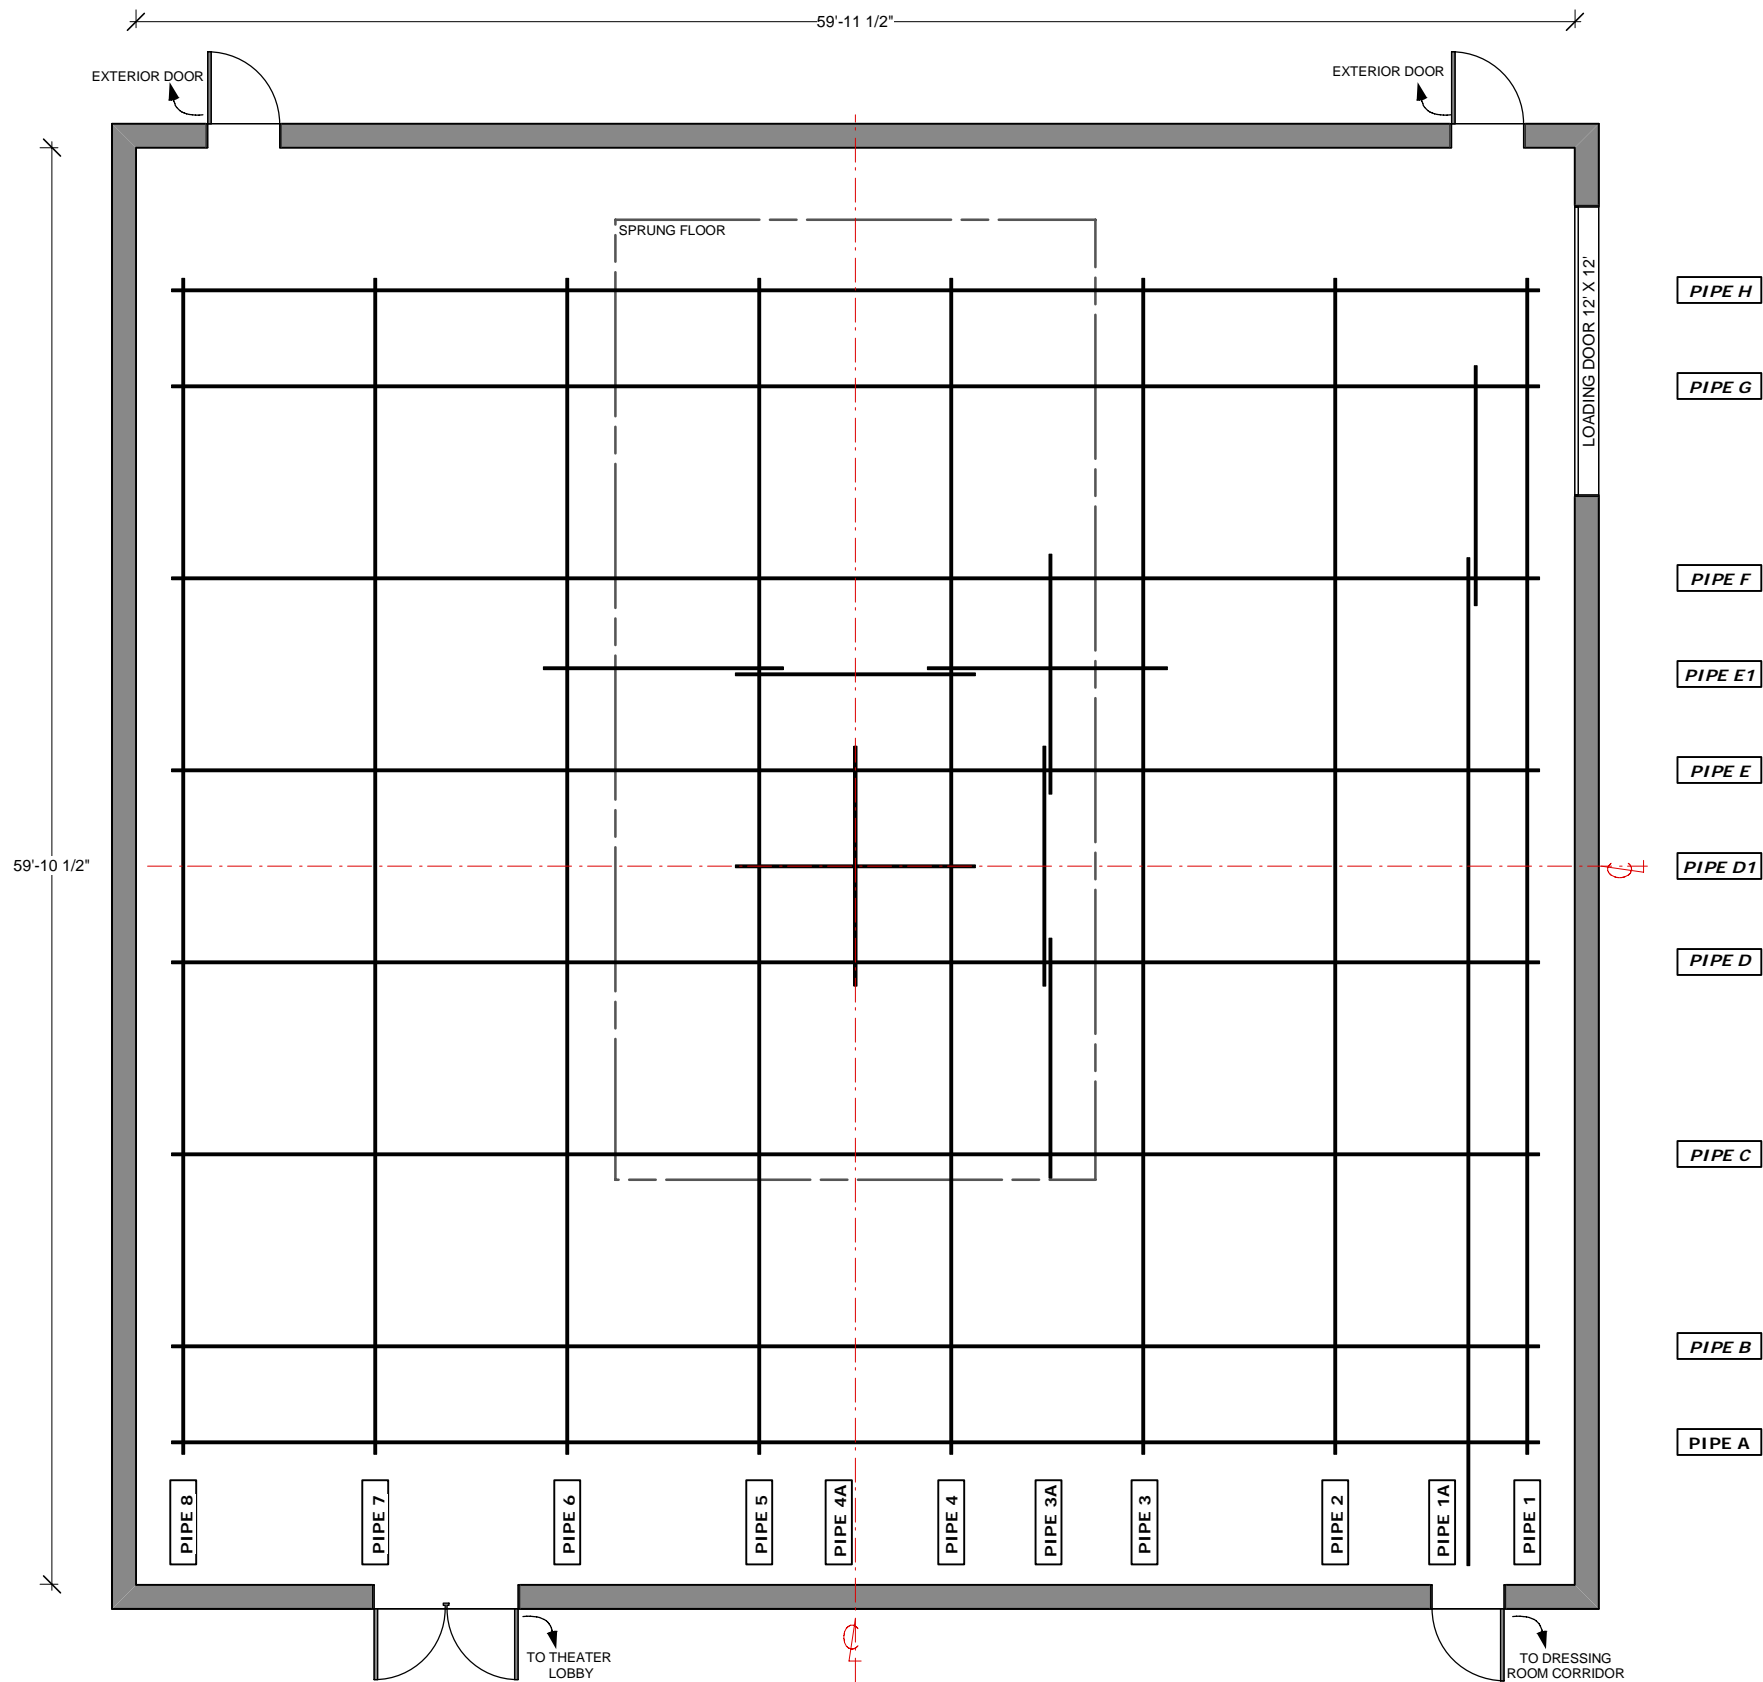 59'-11 1/2"
EXTERIOR DOOR
EXTERIOR DOOR
SPRUNG FLOOR
LOADING DOOR 12' X 12'
PIPE H
PIPE G
PIPE F
PIPE E1
PIPE E
59'-10 1/2"
PIPE D1
PIPE D
PIPE C
PIPE B
PIPE A
PIPE 8
PIPE 7
PIPE 6
PIPE 5
PIPE 4A
PIPE 4
PIPE 3A
PIPE 3
PIPE 2
PIPE 1A
PIPE 1
TO THEATER
LOBBY
TO DRESSING
ROOM CORRIDOR